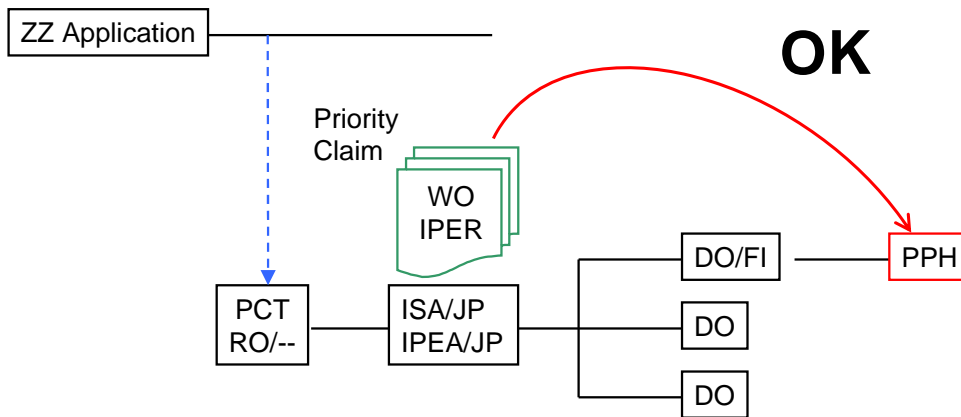 ZZ Application
OK
Priority
Claim
WO
IPER
DO/FI
PPH
PCT
RO/--
ISA/JP
IPEA/JP
DO
DO